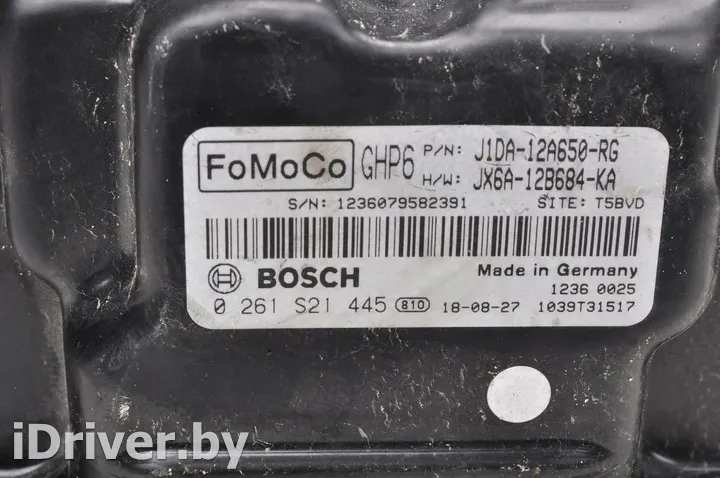 FoMoCo GHP6 P/N: J1DA-12A650-RG
H/W: JX6A-12B684-KA
S/N: 1236079582391 SITE: T5BVD
BOSCH Made in Germany
1236 0025
0 261 S21 445 810 18-08-27 1039T31517
iDriver.by